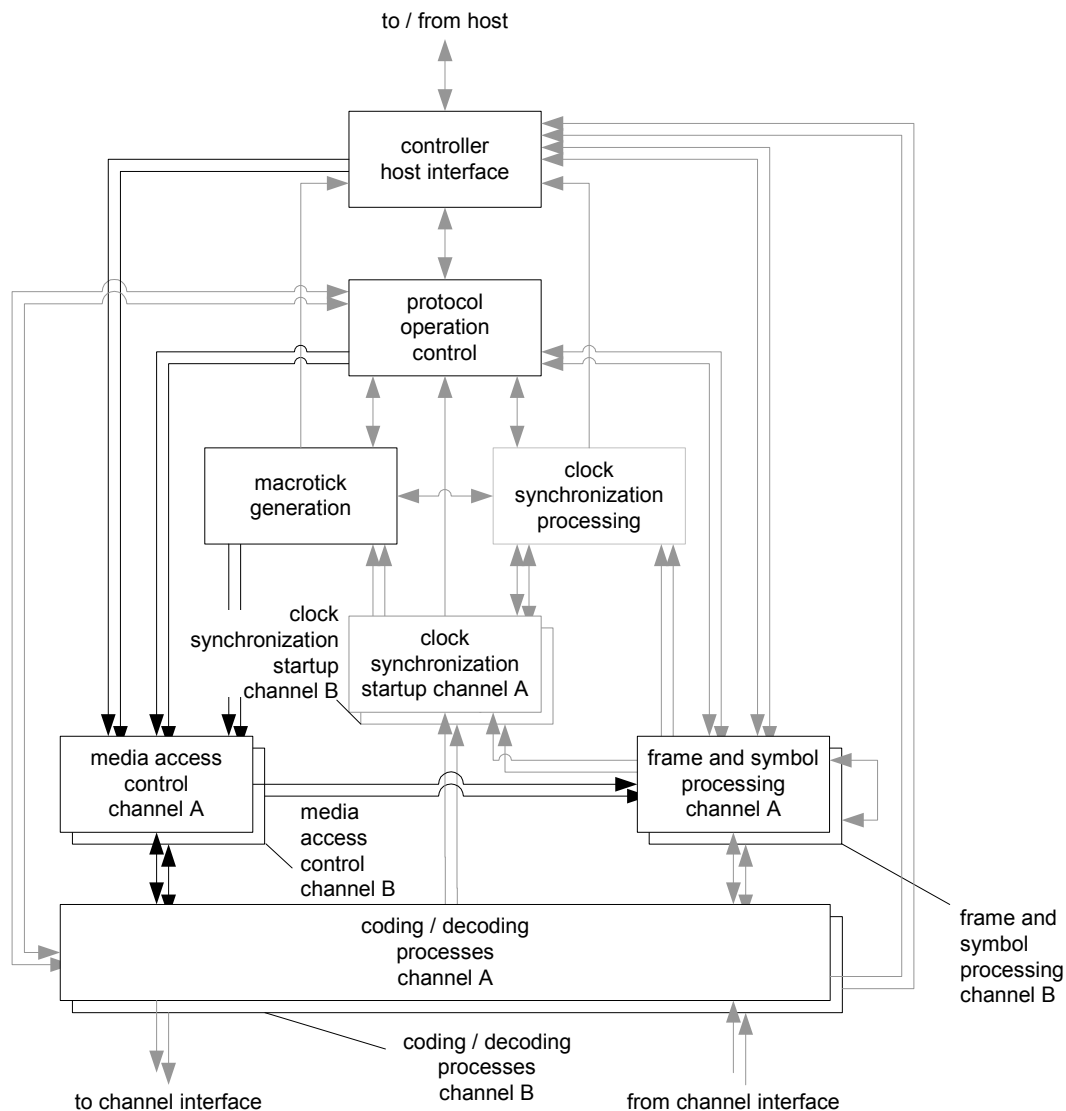 to / from host
controller
host interface
protocol
operation
control
macrotick
generation
clock
synchronization
processing
clock
synchronization
startup
channel B
clock
synchronization
startup channel A
media access
control
channel A
frame and symbol
processing
channel A
media
access
control
channel B
coding / decoding
processes
channel A
frame and
symbol
processing
channel B
coding / decoding
processes
channel B
to channel interface
from channel interface